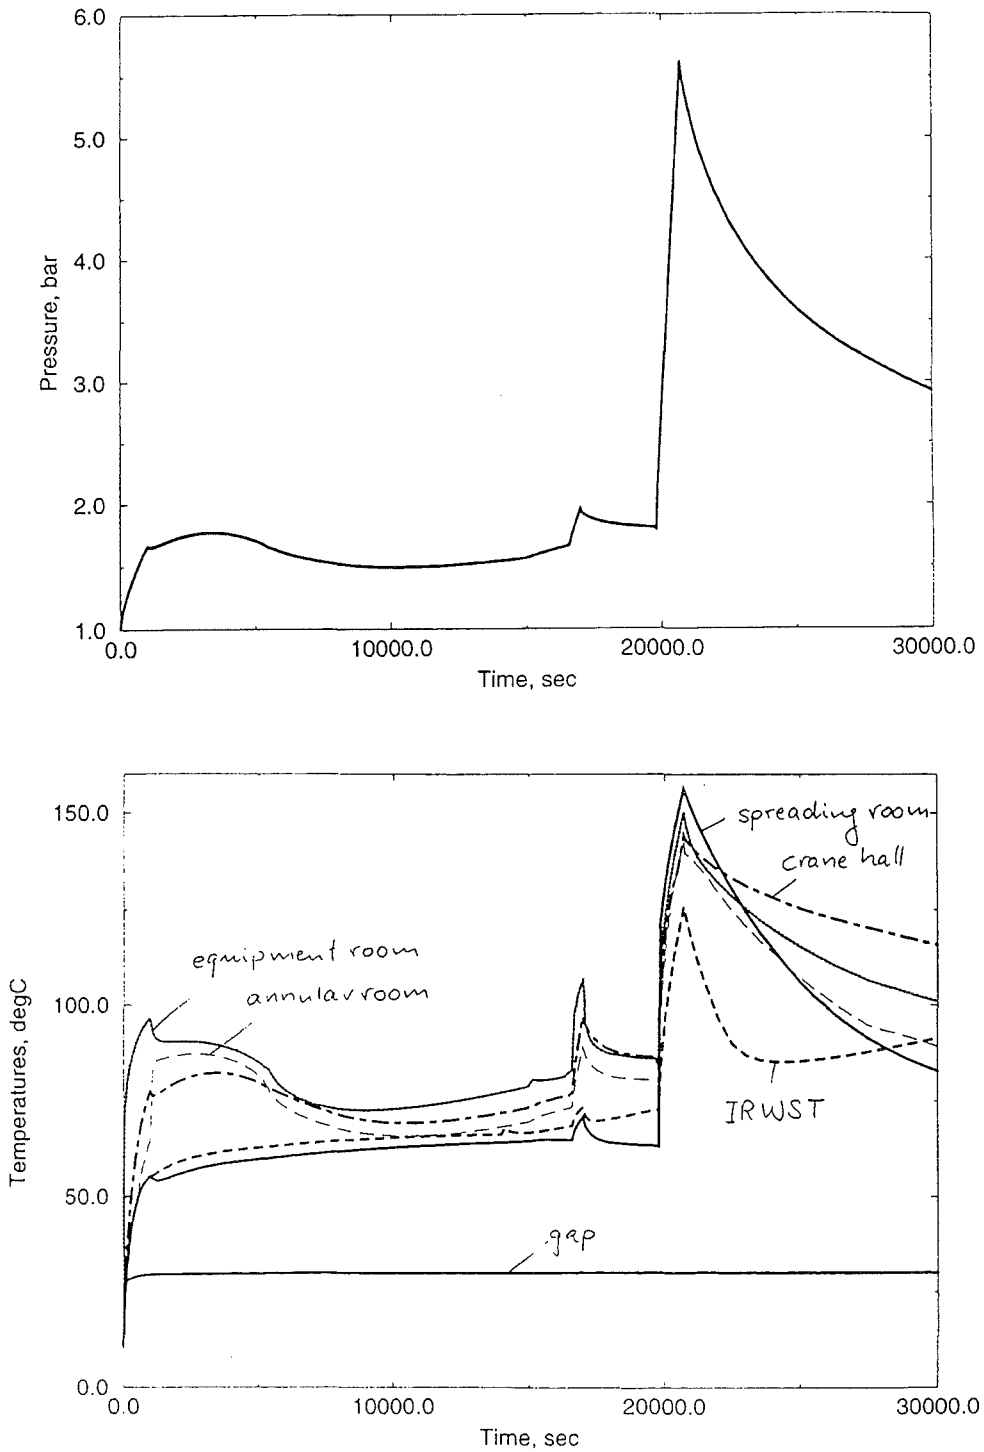 6.0
5.0
4.0
3.0
2.0
1.0
Pressure, bar
0.0
10000.0
20000.0
30000.0
Time, sec
150.0
100.0
50.0
0.0
Temperatures, degC
spreading room
crane hall
equipment room
annular room
IRWST
gap
0.0
10000.0
20000.0
30000.0
Time, sec